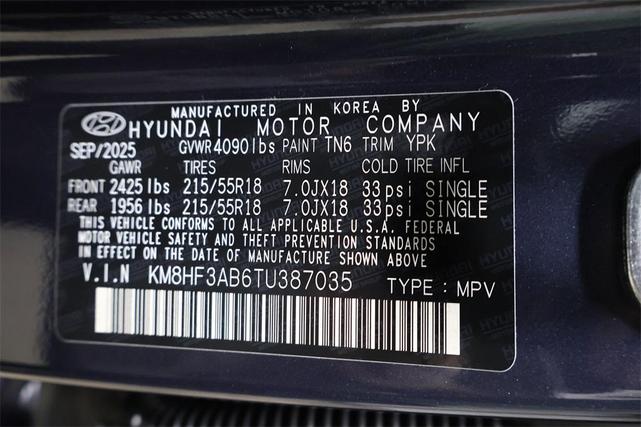 MANUFACTURED IN KOREA BY
HYUNDAI MOTOR COMPANY
SEP/2025 GVWR 4090lbs PAINT TN6 TRIM YPK
GAWR TIRES RIMS COLD TIRE INFL
FRONT 2425 lbs 215/55R18 7.0JX18 33psi SINGLE
REAR 1956 lbs 215/55R18 7.0JX18 33psi SINGLE
THIS VEHICLE CONFORMS TO ALL APPLICABLE U.S.A. FEDERAL
MOTOR VEHICLE SAFETY AND THEFT PREVENTION STANDARDS
IN EFFECT ON THE DATE OF MANUFACTURE SHOWN ABOVE
V.I.N KM8HF3AB6TU387035 TYPE : MPV